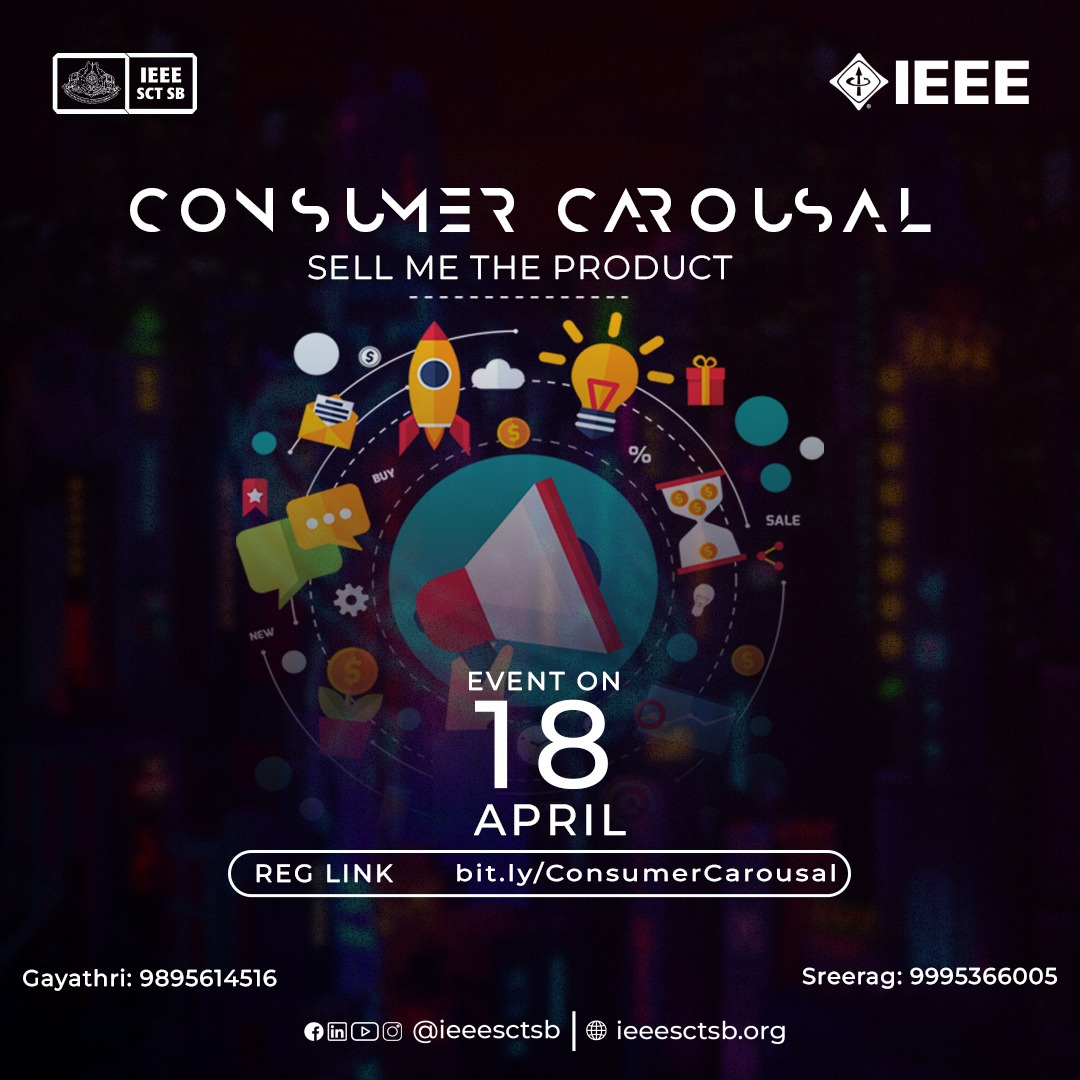 IEEE
SCT SB
IEEE
CONSUMER CAROUSAL
SELL ME THE PRODUCT
$
$
%
BUY
SALE
NEW
$
$
EVENT ON
18
APRIL
REG LINK bit.ly/ConsumerCarousal
Gayathri: 9895614516
Sreerag: 9995366005
@ieeesctsb | ieeesctsb.org